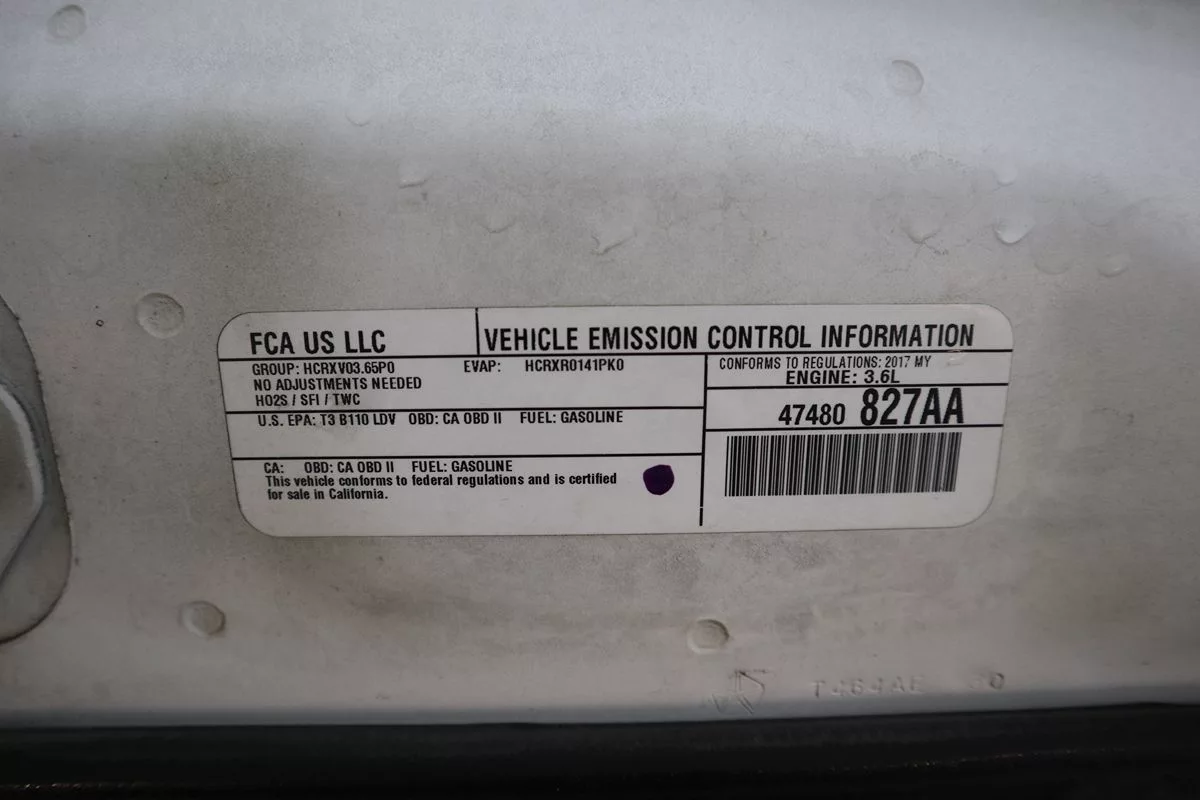 FCA US LLC
VEHICLE EMISSION CONTROL INFORMATION
GROUP: HCRXV03.65P0 EVAP: HCRXR0141PK0
NO ADJUSTMENTS NEEDED
HO2S / SFI / TWC
CONFORMS TO REGULATIONS: 2017 MY
ENGINE: 3.6L
U.S. EPA: T3 B110 LDV OBD: CA OBD II FUEL: GASOLINE
47480 827AA
CA: OBD: CA OBD II FUEL: GASOLINE
This vehicle conforms to federal regulations and is certified
for sale in California.